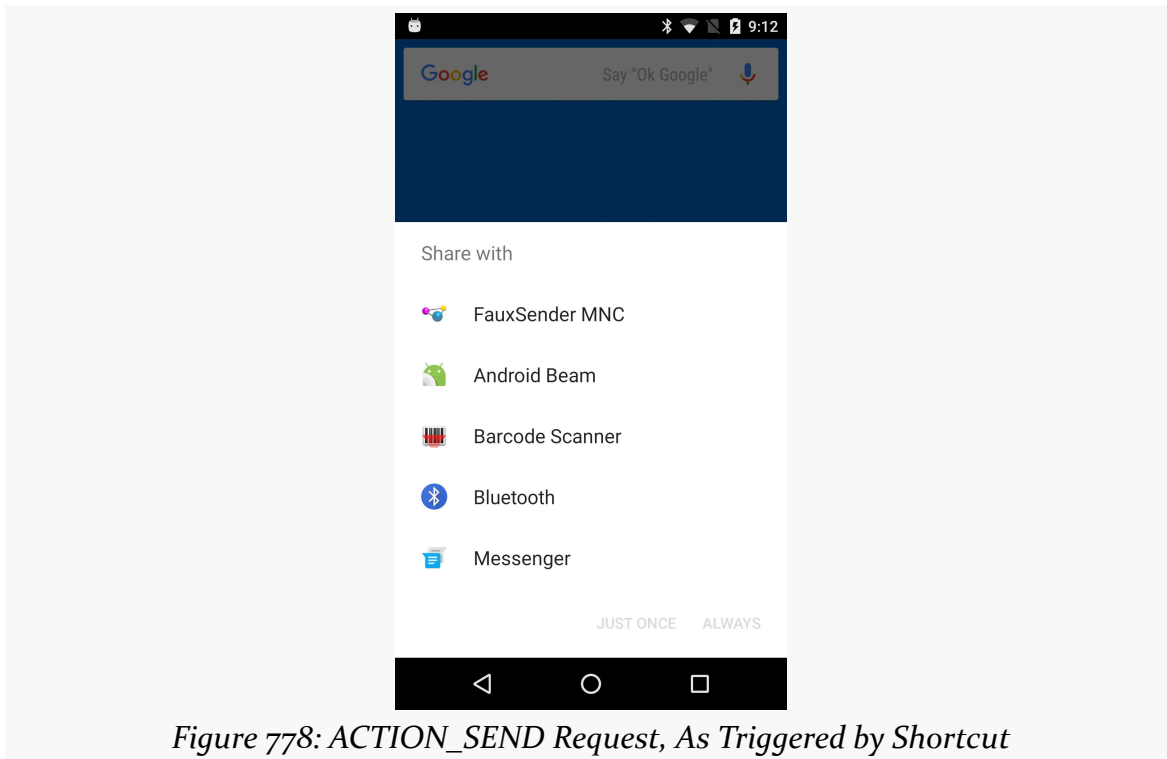 9:12
Google Say "Ok Google"
Share with
FauxSender MNC
Android Beam
Barcode Scanner
Bluetooth
Messenger
JUST ONCE ALWAYS
Figure 778: ACTION_SEND Request, As Triggered by Shortcut